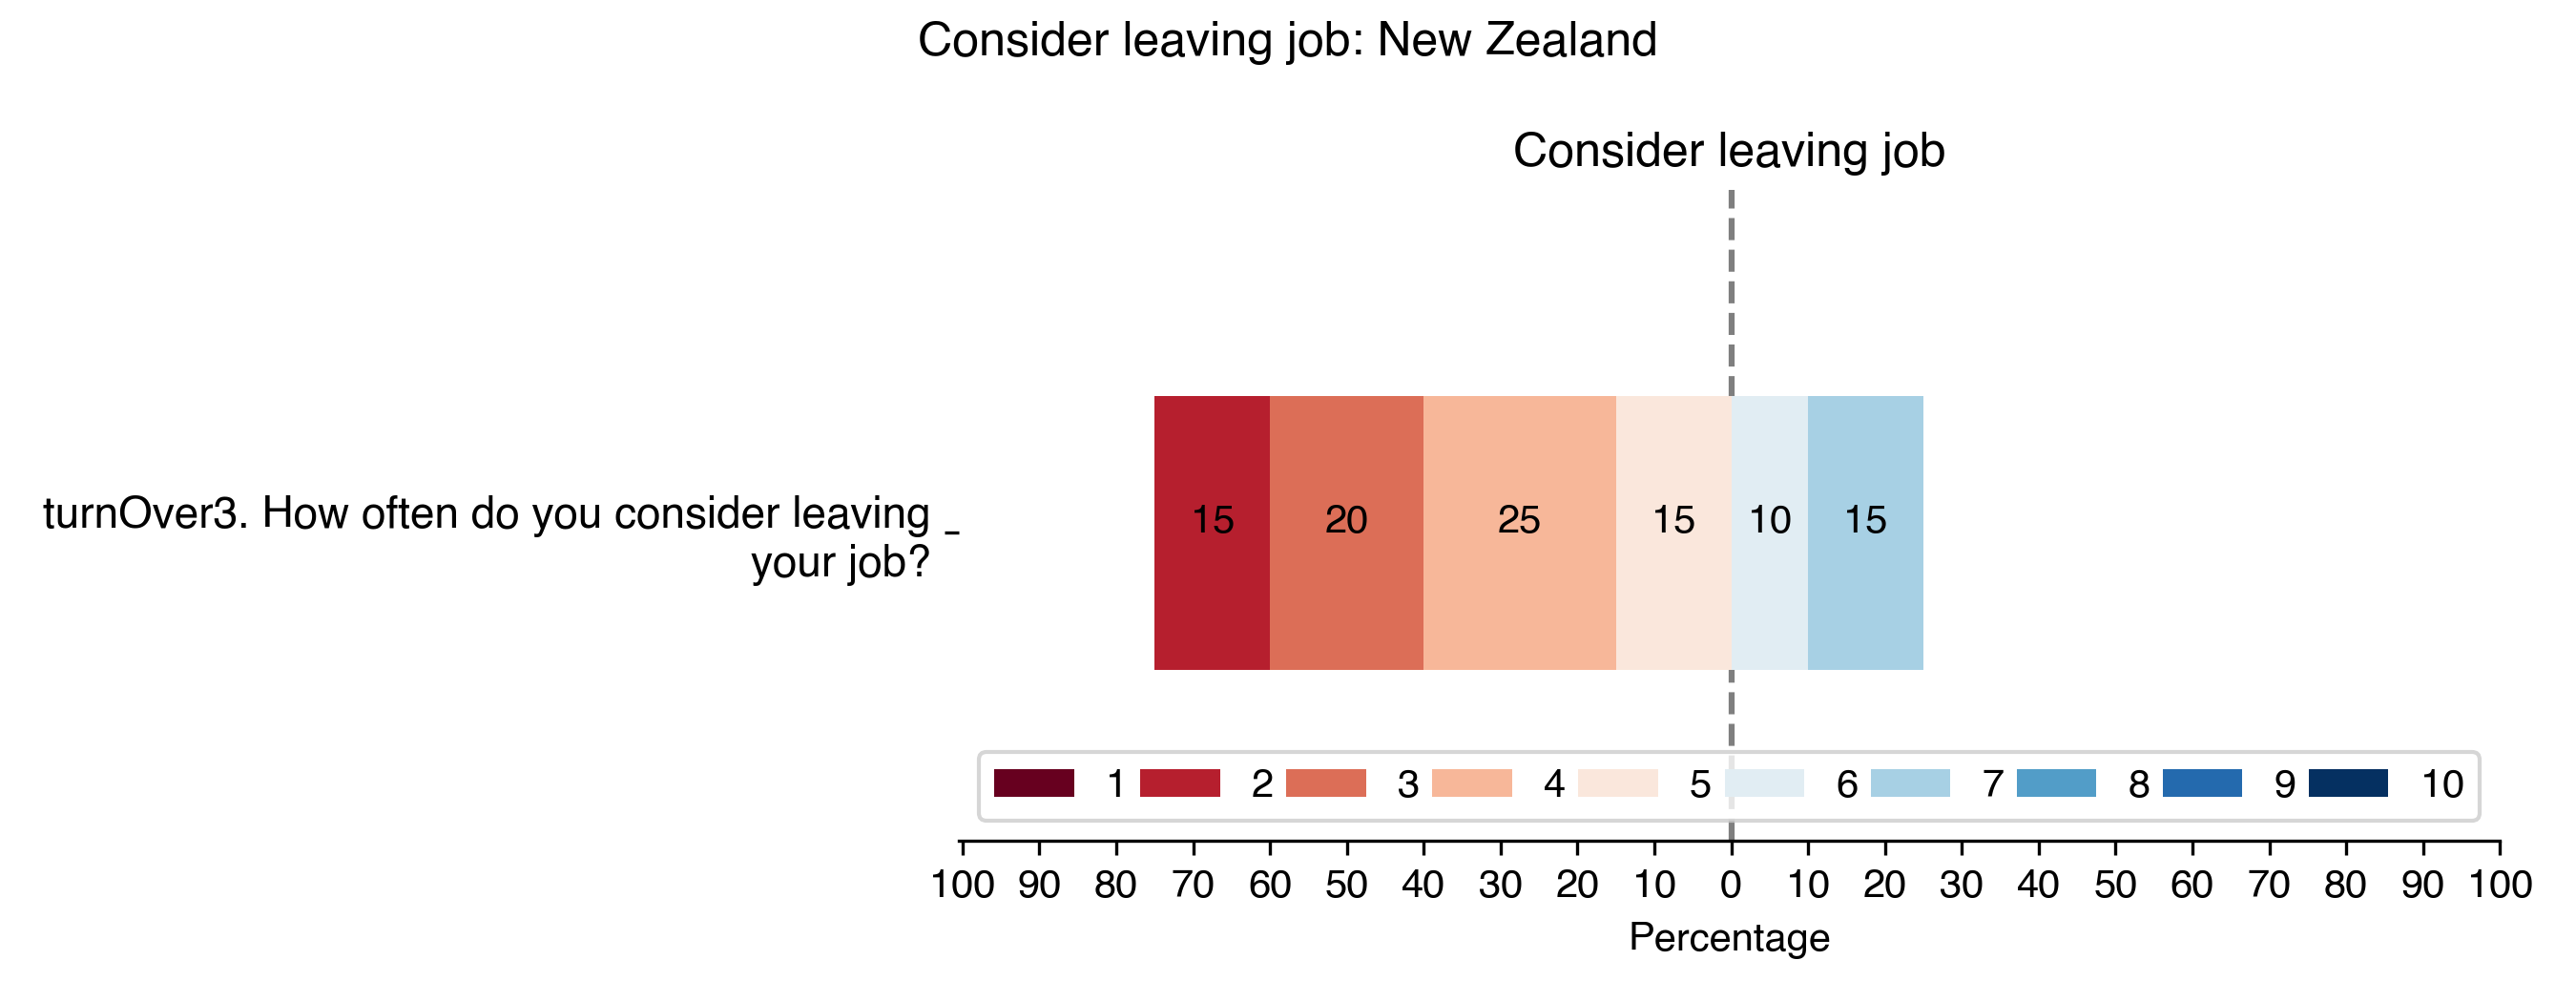 Consider leaving job: New Zealand
Consider leaving job
turnOver3. How often do you consider leaving
your job?
15 20 25 15 10 15
1 2 3 4 5 6 7 8 9 10
100 90 80 70 60 50 40 30 20 10 0 10 20 30 40 50 60 70 80 90 100
Percentage